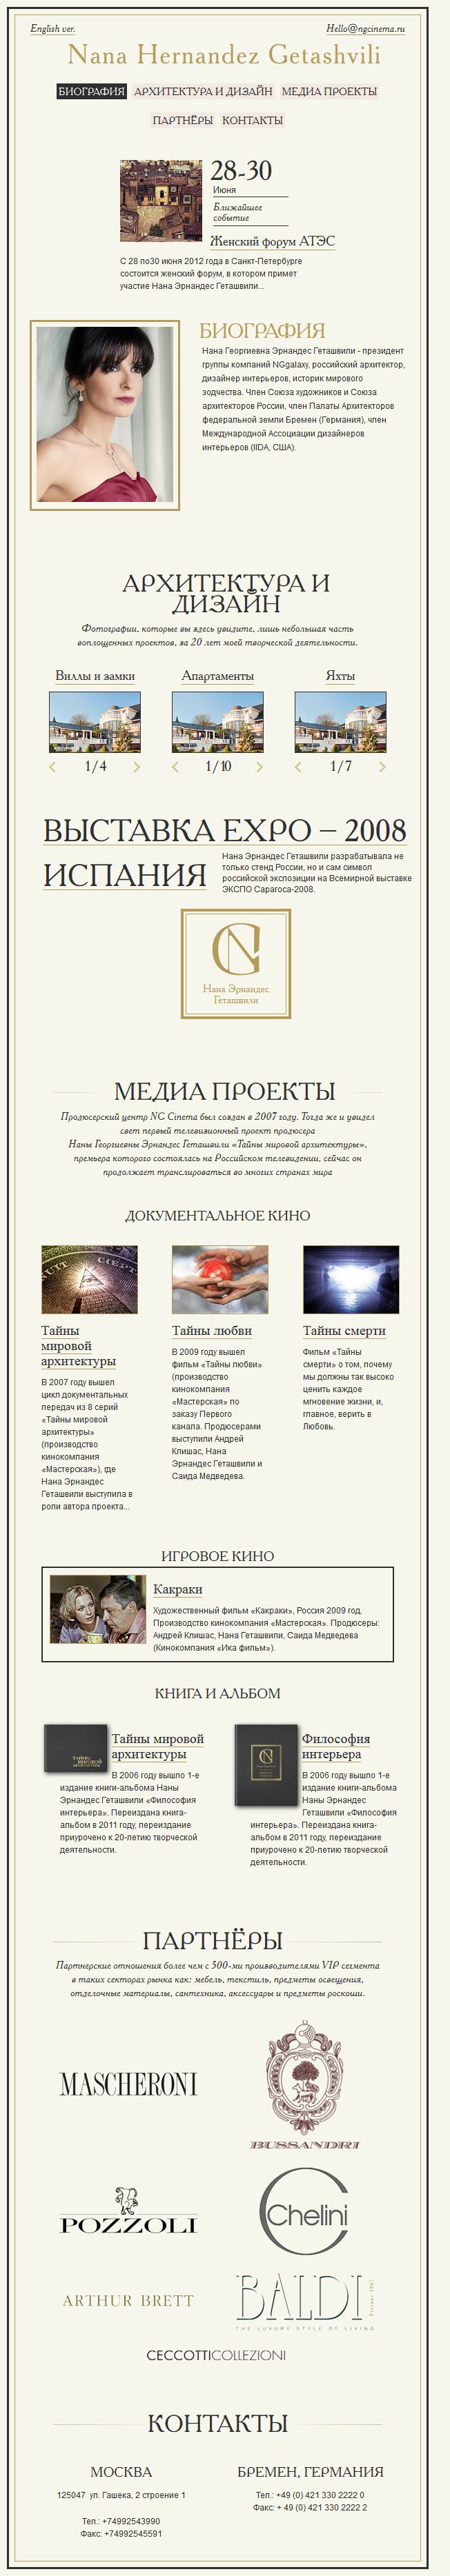 English ver.
Hello@ngcinema.ru
Nana Hernandez Getashvili
БИОГРАФИЯ АРХИТЕКТУРА И ДИЗАЙН МЕДИА ПРОЕКТЫ
ПАРТНЁРЫ КОНТАКТЫ
28-30
Июня
Ближайшее
событие
Женский форум АТЭС
С 28 по30 июня 2012 года в Санкт-Петербурге
состоится женский форум, в котором примет
участие Нана Эрнандес Геташвили...
БИОГРАФИЯ
Нана Георгиевна Эрнандес Геташвили - президент
группы компаний NGgalaxy, российский архитектор,
дизайнер интерьеров, историк мирового
зодчества. Член Союза художников и Союза
архитекторов России, член Палаты Архитекторов
федеральной земли Бремен (Германия), член
Международной Ассоциации дизайнеров
интерьеров (IIDA, США).
АРХИТЕКТУРА И
ДИЗАЙН
Фотографии, которые вы здесь увидите, лишь небольшая часть
воплощенных проектов, за 20 лет моей творческой деятельности.
Виллы и замки
Апартаменты
Яхты
1/4
1/10
1/7
ВЫСТАВКА EXPO – 2008
ИСПАНИЯ
Нана Эрнандес Геташвили разрабатывала не
только стенд России, но и сам символ
российской экспозиции на Всемирной выставке
ЭКСПО Сарагоса-2008.
Нана Эрнандес
Геташвили
МЕДИА ПРОЕКТЫ
Продюсерский центр NG Cinema был создан в 2007 году. Тогда же и увидел
свет первый телевизионный проект продюсера
Наны Георгиевны Эрнандес Геташвили «Тайны мировой архитектуры»,
премьера которого состоялась на Российском телевидении, сейчас он
продолжает транслироваться во многих странах мира
ДОКУМЕНТАЛЬНОЕ КИНО
Тайны
мировой
архитектуры
В 2007 году вышел
цикл документальных
передач из 8 серий
«Тайны мировой
архитектуры»
(производство
кинокомпания
«Мастерская»), где
Нана Эрнандес
Геташвили выступила в
роли автора проекта...
Тайны любви
В 2009 году вышел
фильм «Тайны любви»
(производство
кинокомпания
«Мастерская» по
заказу Первого
канала. Продюсерами
выступили Андрей
Клишас, Нана
Эрнандес Геташвили и
Саида Медведева.
Тайны смерти
Фильм «Тайны
смерти» о том, почему
мы должны так высоко
ценить каждое
мгновение жизни, и,
главное, верить в
Любовь.
ИГРОВОЕ КИНО
Какраки
Художественный фильм «Какраки», Россия 2009 год.
Производство кинокомпания «Мастерская». Продюсеры:
Андрей Клишас, Нана Геташвили, Саида Медведева
(Кинокомпания «Ика фильм»).
КНИГА И АЛЬБОМ
Тайны мировой
архитектуры
В 2006 году вышло 1-е
издание книги-альбома Наны
Эрнандес Геташвили «Философия
интерьера». Переиздана книга-
альбом в 2011 году, переиздание
приурочено к 20-летию творческой
деятельности.
Философия
интерьера
В 2006 году вышло 1-е
издание книги-альбома
Наны Эрнандес
Геташвили «Философия
интерьера». Переиздана книга-
альбом в 2011 году, переиздание
приурочено к 20-летию творческой
деятельности.
ПАРТНЁРЫ
Партнерские отношения более чем с 500-ми производителями VIP сегмента
в таких секторах рынка как: мебель, текстиль, предметы освещения,
отделочные материалы, сантехника, аксессуары и предметы роскоши.
MASCHERONI
BUSSANDRI
POZZOLI
Chelini
ARTHUR BRETT
BALDI
THE LUXURY STYLE OF LIVING
CECCOTTICOLLEZIONI
КОНТАКТЫ
МОСКВА
125047 ул. Гашека, 2 строение 1
Тел.: +74992543990
Факс: +74992545591
БРЕМЕН, ГЕРМАНИЯ
Тел.: +49 (0) 421 330 2222 0
Факс: + 49 (0) 421 330 2222 2